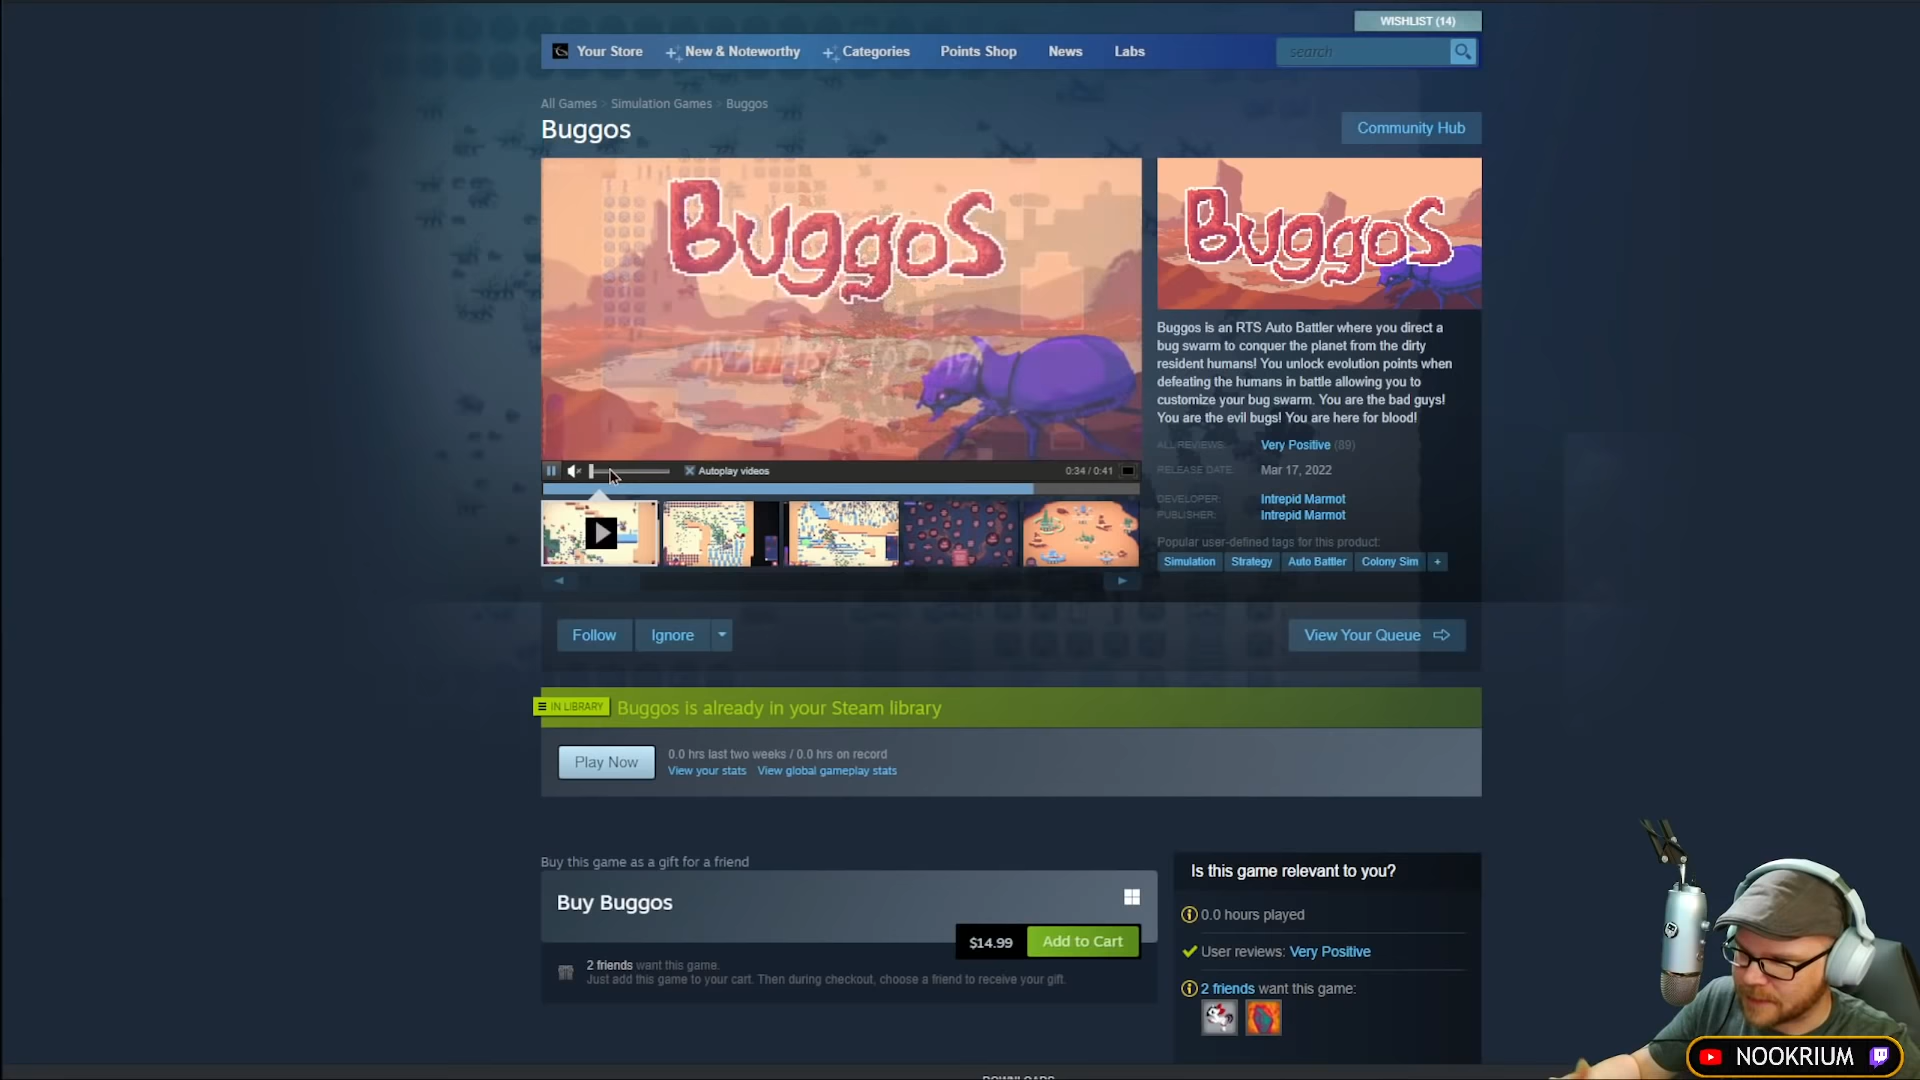 WISHLIST (14)
Your Store
New & Noteworthy
Categories
Points Shop
News
Labs
search
All Games > Simulation Games > Buggos
Buggos
Community Hub
BuggoS
AVAILABLE TODAY
BuggoS
Buggos is an RTS Auto Battler where you direct a
bug swarm to conquer the planet from the dirty
resident humans! You unlock evolution points when
defeating the humans in battle allowing you to
customize your bug swarm. You are the bad guys!
You are the evil bugs! You are here for blood!
ALL REVIEWS: Very Positive (89)
RELEASE DATE: Mar 17, 2022
DEVELOPER: Intrepid Marmot
PUBLISHER: Intrepid Marmot
Popular user-defined tags for this product:
Simulation Strategy Auto Battler Colony Sim +
Autoplay videos
0:34 / 0:41
Follow
Ignore
View Your Queue
IN LIBRARY
Buggos is already in your Steam library
Play Now
0.0 hrs last two weeks / 0.0 hrs on record
View your stats View global gameplay stats
Buy this game as a gift for a friend
Buy Buggos
$14.99
Add to Cart
2 friends want this game.
Just add this game to your cart. Then during checkout, choose a friend to receive your gift.
Is this game relevant to you?
0.0 hours played
User reviews: Very Positive
2 friends want this game:
NOOKRIUM
DOWNLOADS